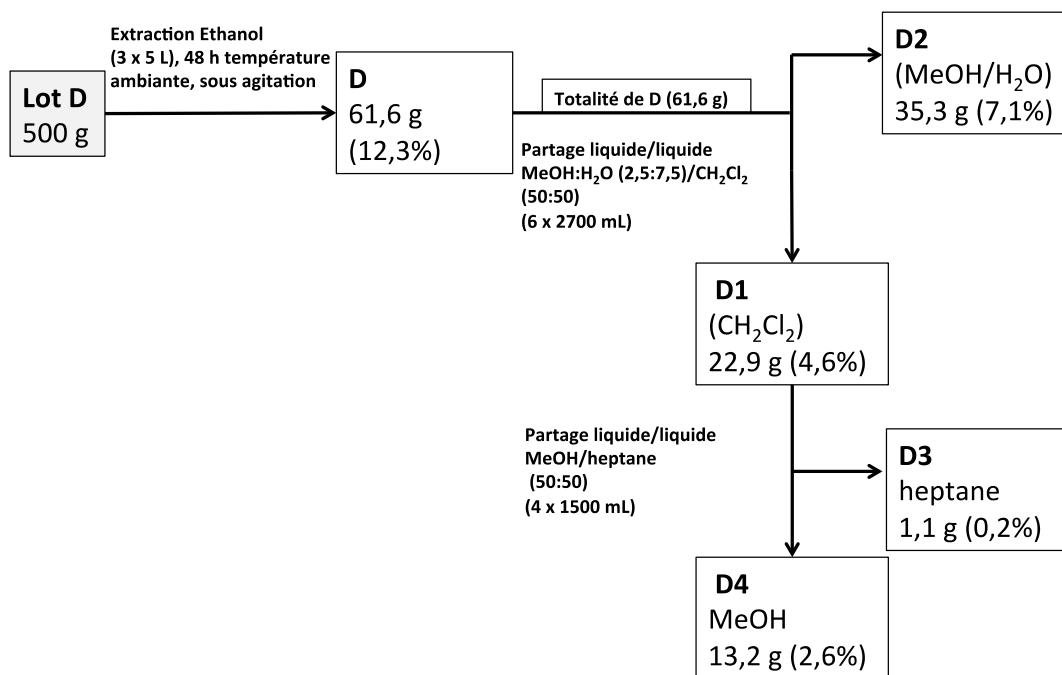 Extraction Ethanol
(3 x 5 L), 48 h température
ambiante, sous agitation
Lot D
500 g
D
61,6 g
(12,3%)
Totalité de D (61,6 g)
Partage liquide/liquide
MeOH:H₂O (2,5:7,5)/CH₂Cl₂
(50:50)
(6 x 2700 mL)
D2
(MeOH/H₂O)
35,3 g (7,1%)
D1
(CH₂Cl₂)
22,9 g (4,6%)
Partage liquide/liquide
MeOH/heptane
(50:50)
(4 x 1500 mL)
D3
heptane
1,1 g (0,2%)
D4
MeOH
13,2 g (2,6%)